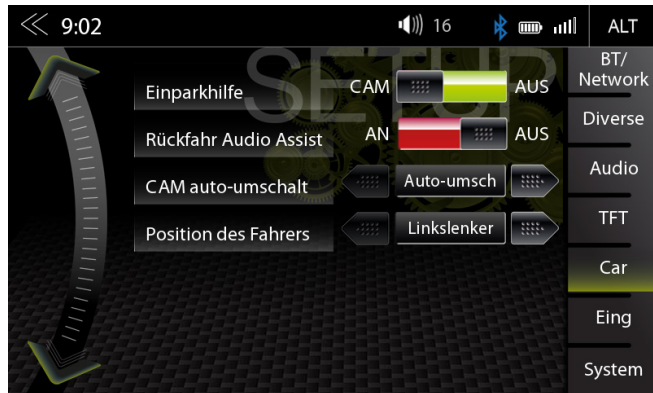 9:02
16
ALT
SETUP
Einparkhilfe
CAM
AUS
Rückfahr Audio Assist
AN
AUS
CAM auto-umschalt
Auto-umsch
Position des Fahrers
Linkslenker
BT/
Network
Diverse
Audio
TFT
Car
Eing
System